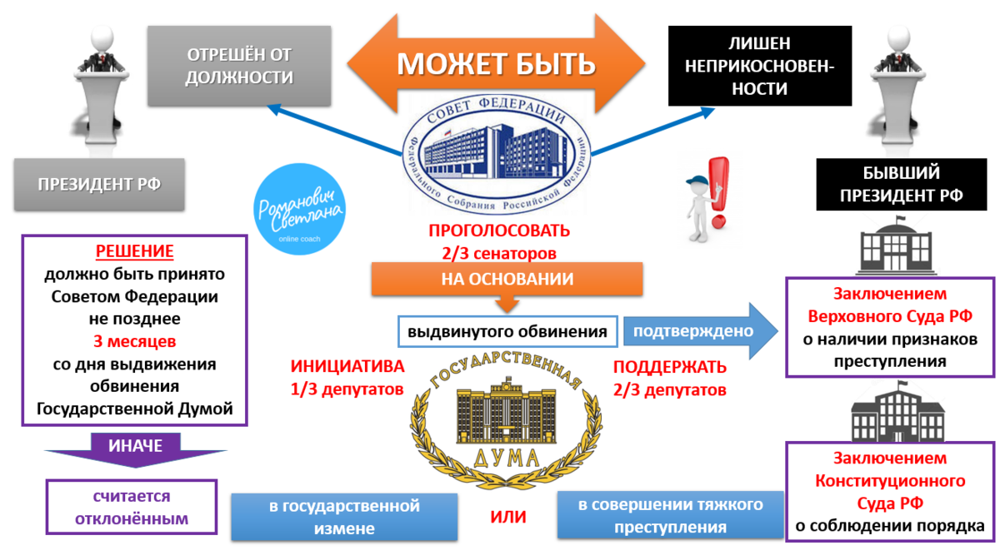 ОТРЕШЁН ОТ
ДОЛЖНОСТИ
МОЖЕТ БЫТЬ
ЛИШЕН
НЕПРИКОСНОВЕН-
НОСТИ
СОВЕТ ФЕДЕРАЦИИ
Федерального Собрания Российской Федерации
ПРЕЗИДЕНТ РФ
БЫВШИЙ
ПРЕЗИДЕНТ РФ
Романович
Светлана
online coach
ПРОГОЛОСОВАТЬ
2/3 сенаторов
НА ОСНОВАНИИ
РЕШЕНИЕ
должно быть принято
Советом Федерации
не позднее
3 месяцев
со дня выдвижения
обвинения
Государственной Думой
ИНАЧЕ
считается
отклонённым
выдвинутого обвинения
подтверждено
ИНИЦИАТИВА
1/3 депутатов
ГОСУДАРСТВЕННАЯ
ДУМА
ПОДДЕРЖАТЬ
2/3 депутатов
Заключением
Верховного Суда РФ
о наличии признаков
преступления
Заключением
Конституционного
Суда РФ
о соблюдении порядка
в государственной
измене
ИЛИ
в совершении тяжкого
преступления